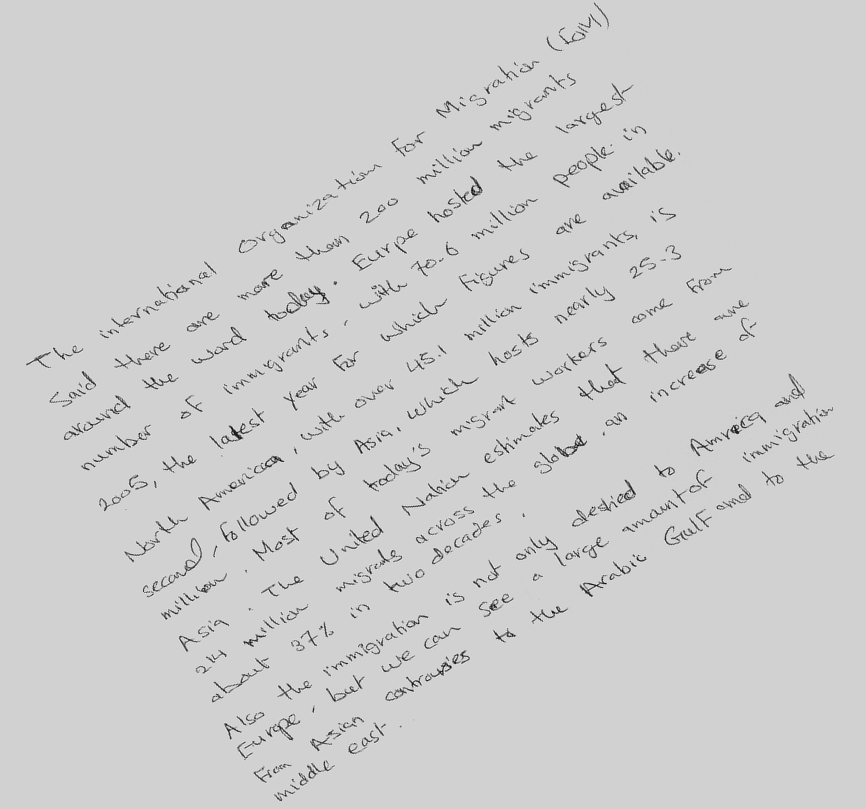 The international Organization for Migration (IOM)
Said there are more than 200 million migrants
around the word today. Eurpe hosted the largest
number of immigrants, with 70.6 million people in
2005, the latest year for which figures are available.
North American, with over 45.1 million immigrants, is
second, followed by Asia, which hosts nearly 25.3
million. Most of today's migrant workers come from
Asia. The United Nation estimates that there are
214 million migrants across the globe, an increase of
about 37% in two decades.
Also the immigration is not only destied to Amreica and
Europe, but we can see a large amount of immigration
from Asian contrausies to the Arabic Gulf and to the
middle east.